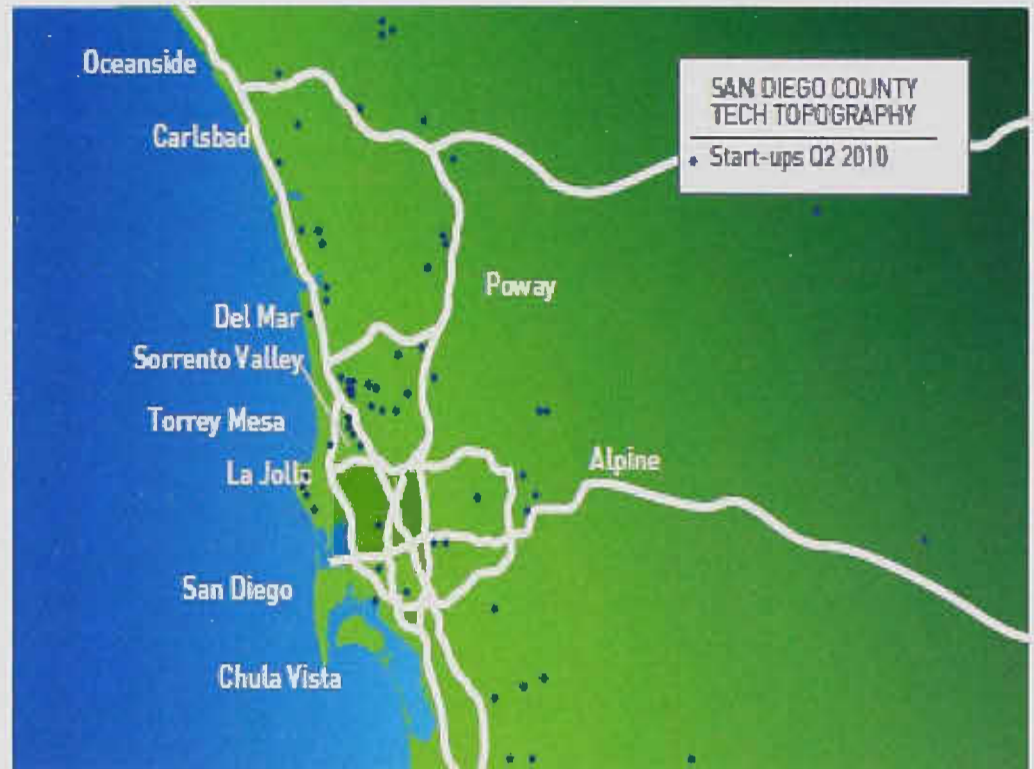 Oceanside
SAN DIEGO COUNTY
TECH TOPOGRAPHY
Carlsbad
Start-ups Q2 2010
Poway
Del Mar
Sorrento Valley
Torrey Mesa
La Jolla
Alpine
San Diego
Chula Vista